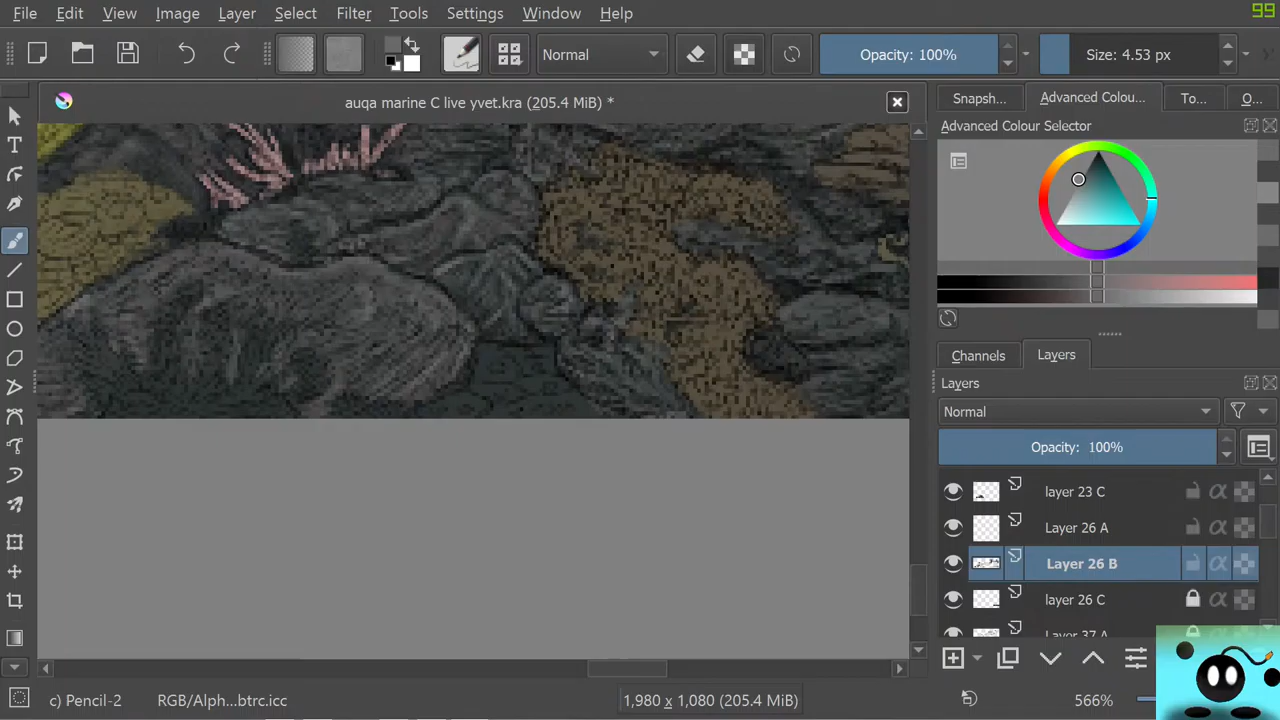 File Edit View Image Layer Select Filter Tools Settings Window Help 99
Normal Opacity: 100% Size: 4.53 px
auqa marine C live yvet.kra (205.4 MiB) *
Snapsh... Advanced Colou... To... O...
Advanced Colour Selector
Channels Layers
Layers
Normal
Opacity: 100%
layer 23 C
Layer 26 A
Layer 26 B
layer 26 C
Layer 37 A
c) Pencil-2 RGB/Alph...btrc.icc 1,980 x 1,080 (205.4 MiB) 566%